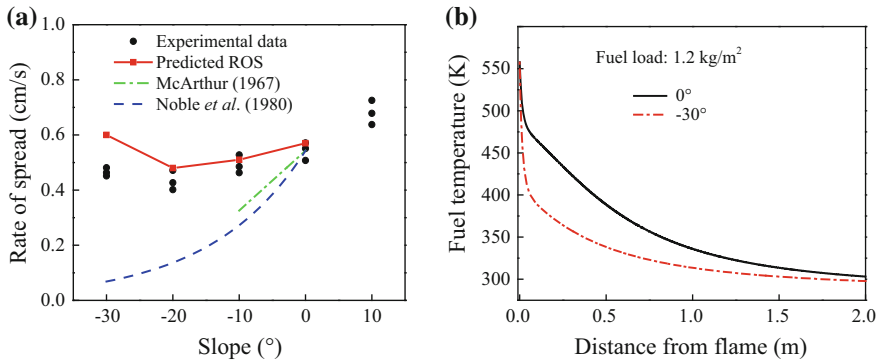 (a)
1.0
0.8
0.6
0.4
0.2
0.0
Rate of spread (cm/s)
Experimental data
Predicted ROS
McArthur (1967)
Noble et al. (1980)
-30
-20
-10
0
10
Slope (°)
(b)
550
500
450
400
350
300
Fuel temperature (K)
Fuel load: 1.2 kg/m²
0°
-30°
0.0
0.5
1.0
1.5
2.0
Distance from flame (m)